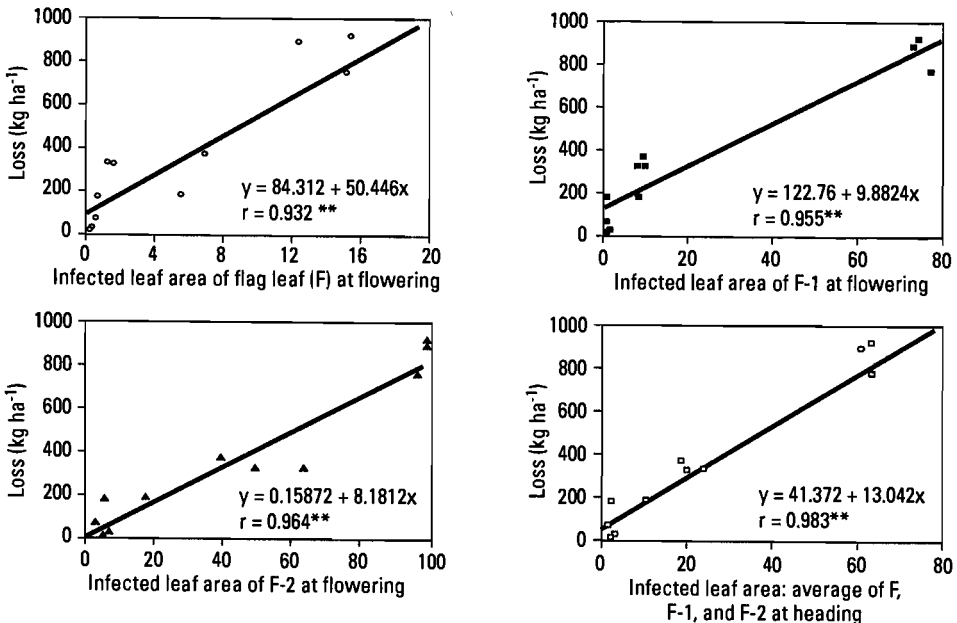 1000
800
600
400
200
0
Loss (kg ha⁻¹)
y = 84.312 + 50.446x
r = 0.932 **
0 4 8 12 16 20
Infected leaf area of flag leaf (F) at flowering
1000
800
600
400
200
0
Loss (kg ha⁻¹)
y = 122.76 + 9.8824x
r = 0.955**
0 20 40 60 80
Infected leaf area of F-1 at flowering
1000
800
600
400
200
0
Loss (kg ha⁻¹)
y = 0.15872 + 8.1812x
r = 0.964**
0 20 40 60 80 100
Infected leaf area of F-2 at flowering
1000
800
600
400
200
0
Loss (kg ha⁻¹)
y = 41.372 + 13.042x
r = 0.983**
0 20 40 60 80
Infected leaf area: average of F,
F-1, and F-2 at heading